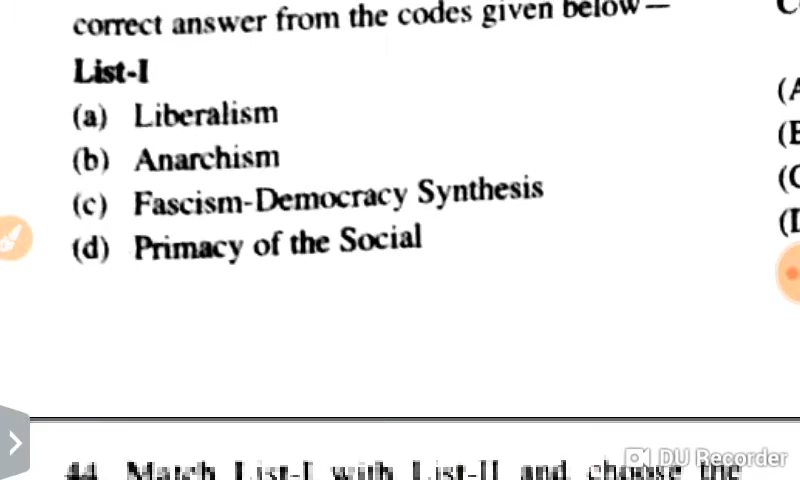 correct answer from the codes given below—
List-I
(a) Liberalism
(b) Anarchism
(c) Fascism-Democracy Synthesis
(d) Primacy of the Social
44. Match List-I with List-II and choose the
DU Recorder